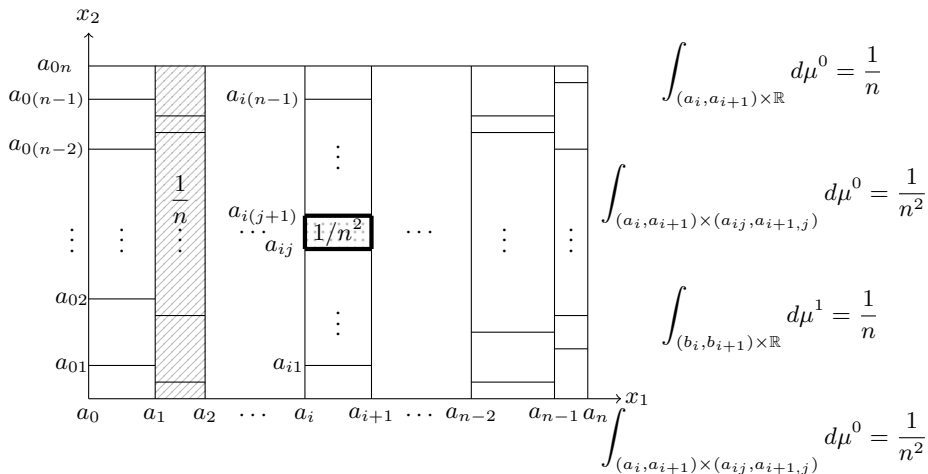 x_2
a_{0n}
a_{0(n-1)} a_{i(n-1)}
a_{0(n-2)} ⋮
1/n
a_{i(j+1)}
⋮ ⋮ ⋮ ⋯ 1/n^2 ⋯ ⋮ ⋮
a_{ij}
a_{02} ⋮
a_{01} a_{i1}
x_1
a_0 a_1 a_2 ⋯ a_i a_{i+1} ⋯ a_{n-2} a_{n-1} a_n
∫_{(a_i,a_{i+1})×ℝ} dμ^0 = 1/n
∫_{(a_i,a_{i+1})×(a_{ij},a_{i+1,j})} dμ^0 = 1/n^2
∫_{(b_i,b_{i+1})×ℝ} dμ^1 = 1/n
∫_{(a_i,a_{i+1})×(a_{ij},a_{i+1,j})} dμ^0 = 1/n^2